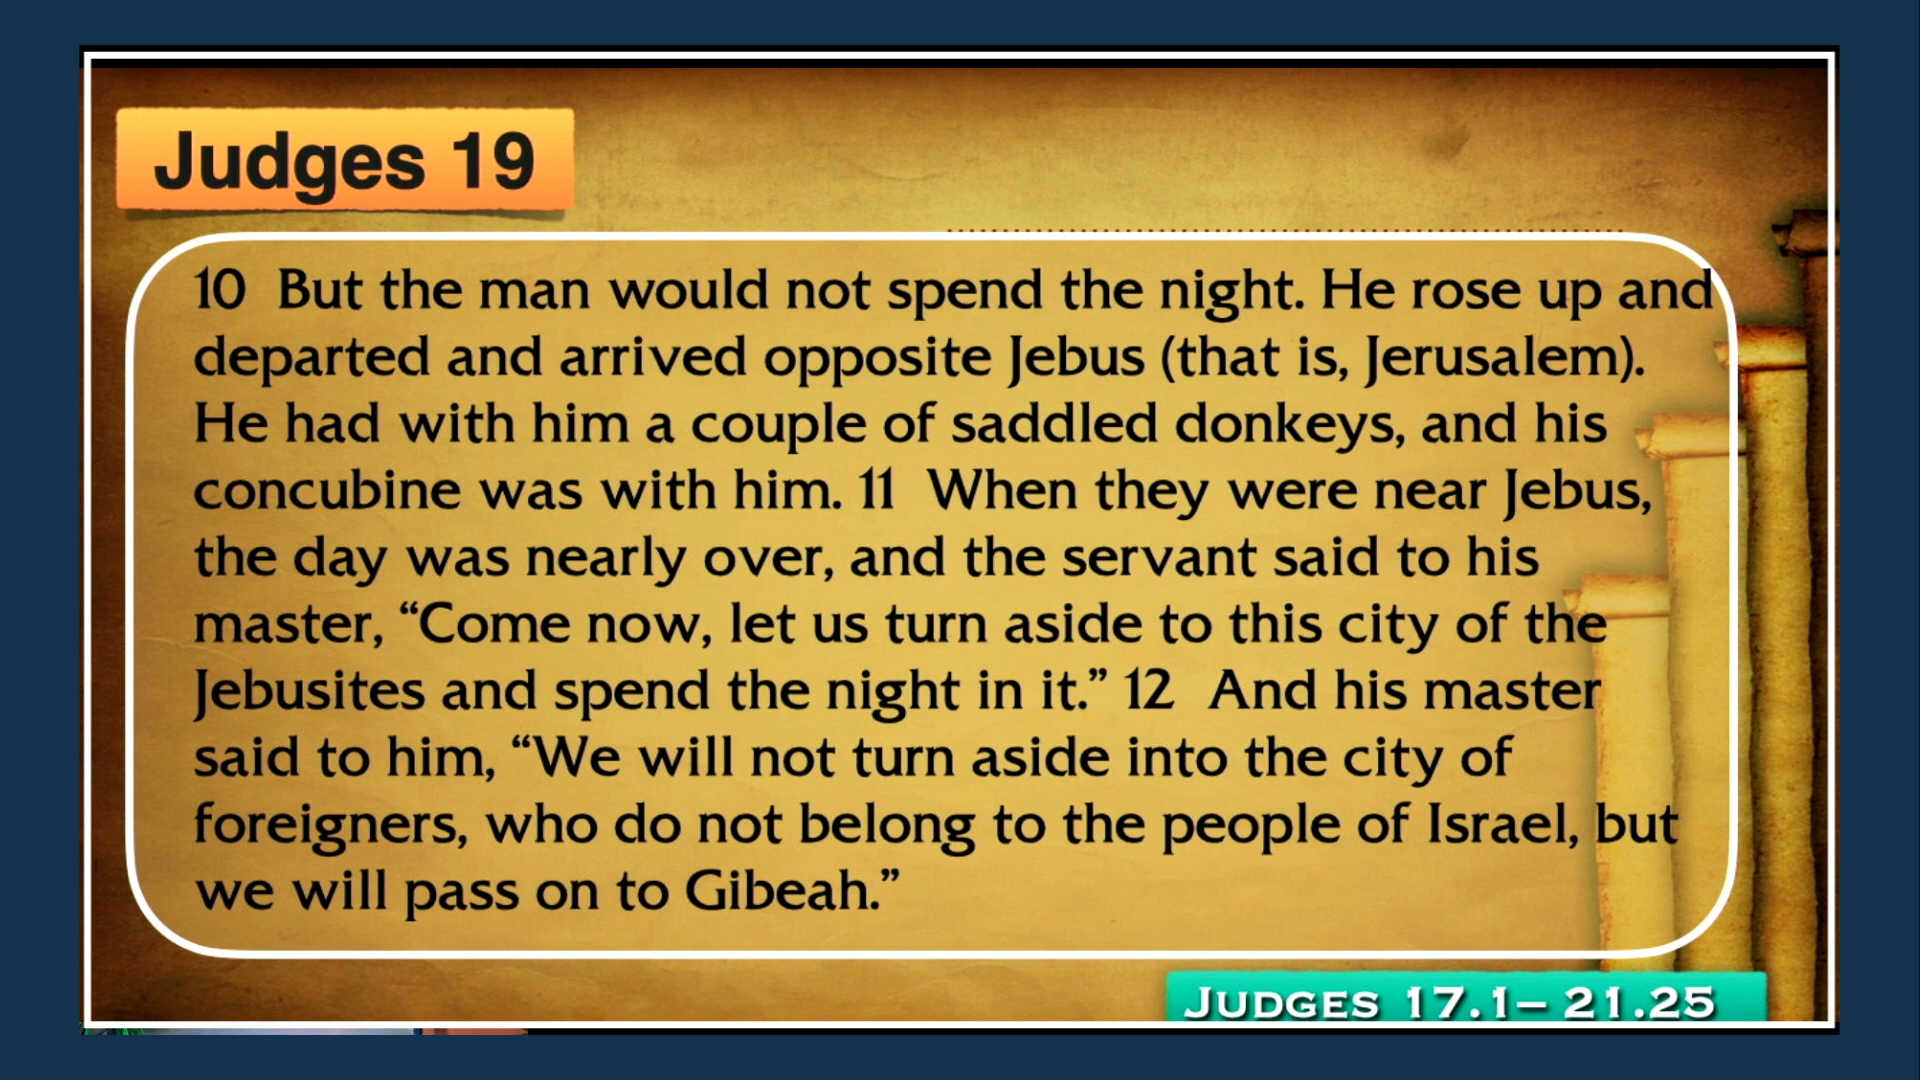 Judges 19
10 But the man would not spend the night. He rose up and
departed and arrived opposite Jebus (that is, Jerusalem).
He had with him a couple of saddled donkeys, and his
concubine was with him. 11 When they were near Jebus,
the day was nearly over, and the servant said to his
master, “Come now, let us turn aside to this city of the
Jebusites and spend the night in it.” 12 And his master
said to him, “We will not turn aside into the city of
foreigners, who do not belong to the people of Israel, but
we will pass on to Gibeah.”
JUDGES 17.1– 21.25